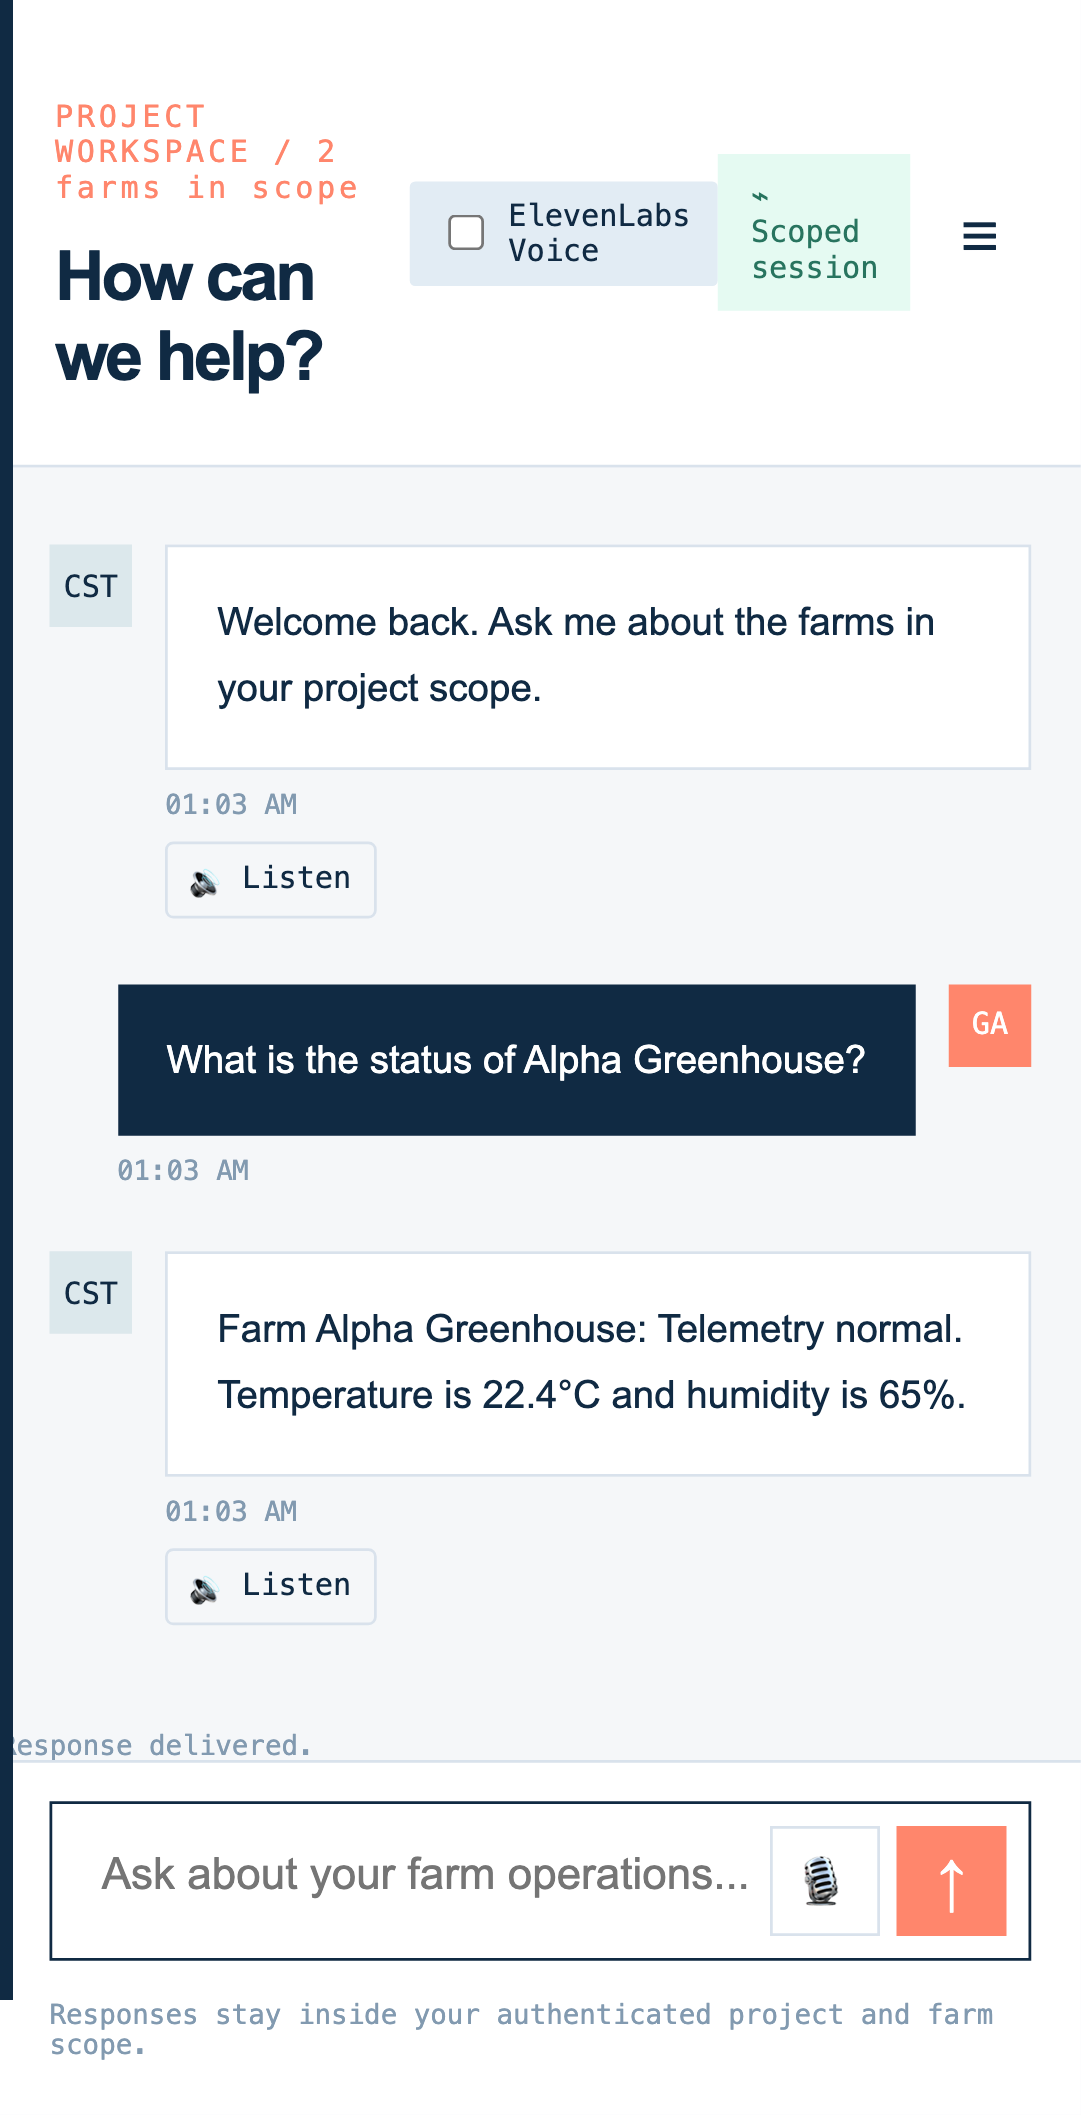 PROJECT
WORKSPACE / 2
farms in scope
How can
we help?
ElevenLabs
Voice
Scoped
session
CST
Welcome back. Ask me about the farms in
your project scope.
01:03 AM
Listen
What is the status of Alpha Greenhouse?
GA
01:03 AM
CST
Farm Alpha Greenhouse: Telemetry normal.
Temperature is 22.4°C and humidity is 65%.
01:03 AM
Listen
Response delivered.
Ask about your farm operations...
Responses stay inside your authenticated project and farm
scope.